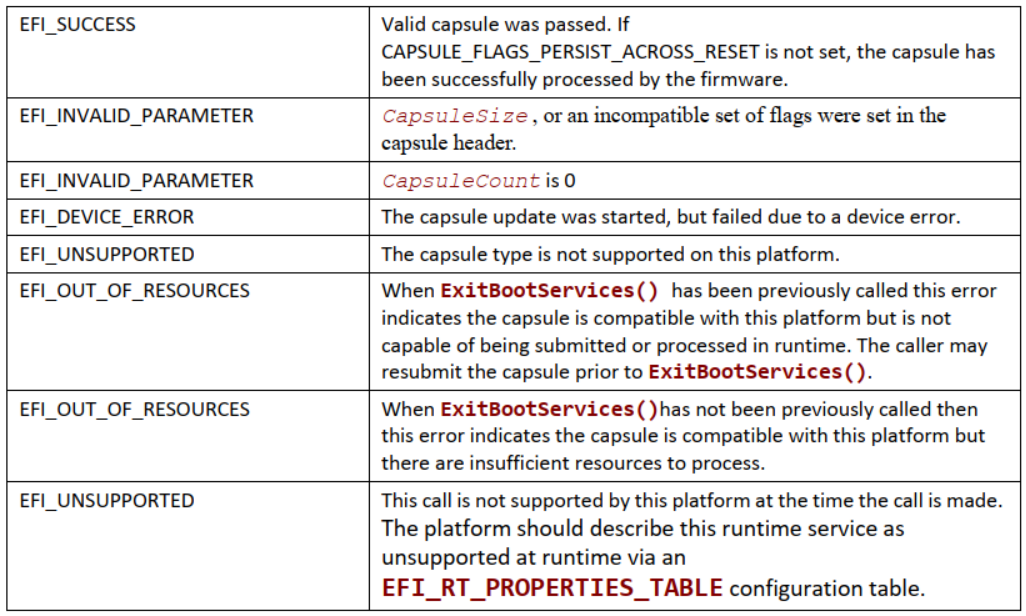 EFI_SUCCESS
Valid capsule was passed. If
CAPSULE_FLAGS_PERSIST_ACROSS_RESET is not set, the capsule has
been successfully processed by the firmware.
EFI_INVALID_PARAMETER
CapsuleSize , or an incompatible set of flags were set in the
capsule header.
EFI_INVALID_PARAMETER
CapsuleCount is 0
EFI_DEVICE_ERROR
The capsule update was started, but failed due to a device error.
EFI_UNSUPPORTED
The capsule type is not supported on this platform.
EFI_OUT_OF_RESOURCES
When ExitBootServices() has been previously called this error
indicates the capsule is compatible with this platform but is not
capable of being submitted or processed in runtime. The caller may
resubmit the capsule prior to ExitBootServices().
EFI_OUT_OF_RESOURCES
When ExitBootServices()has not been previously called then
this error indicates the capsule is compatible with this platform but
there are insufficient resources to process.
EFI_UNSUPPORTED
This call is not supported by this platform at the time the call is made.
The platform should describe this runtime service as
unsupported at runtime via an
EFI_RT_PROPERTIES_TABLE configuration table.